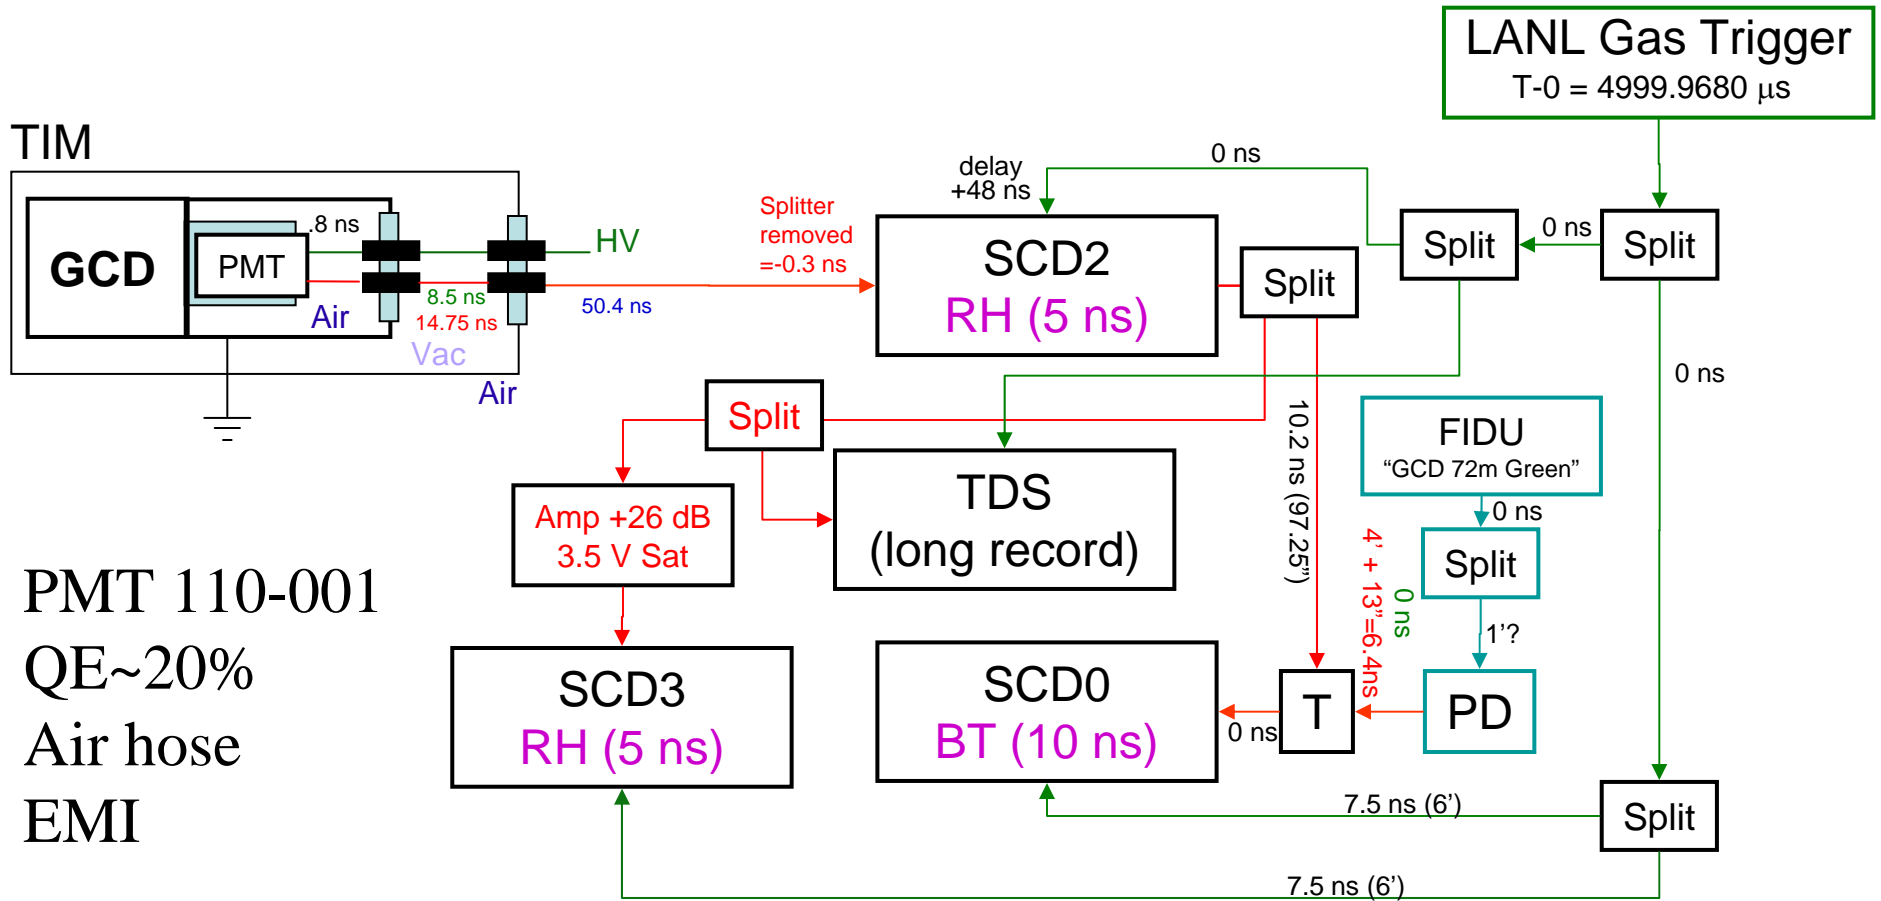 LANL Gas Trigger
T-0 = 4999.9680 μs
TIM
GCD
PMT
.8 ns
HV
Air
8.5 ns
14.75 ns
Vac
Air
50.4 ns
Splitter
removed
=-0.3 ns
delay
+48 ns
0 ns
SCD2
RH (5 ns)
Split
Split
0 ns
Split
0 ns
Split
Amp +26 dB
3.5 V Sat
TDS
(long record)
10.2 ns (97.25")
FIDU
“GCD 72m Green”
0 ns
Split
1’?
0 ns
4’ + 13”=6.4ns
PD
T
0 ns
SCD0
BT (10 ns)
SCD3
RH (5 ns)
7.5 ns (6’)
Split
7.5 ns (6’)
PMT 110-001
QE~20%
Air hose
EMI